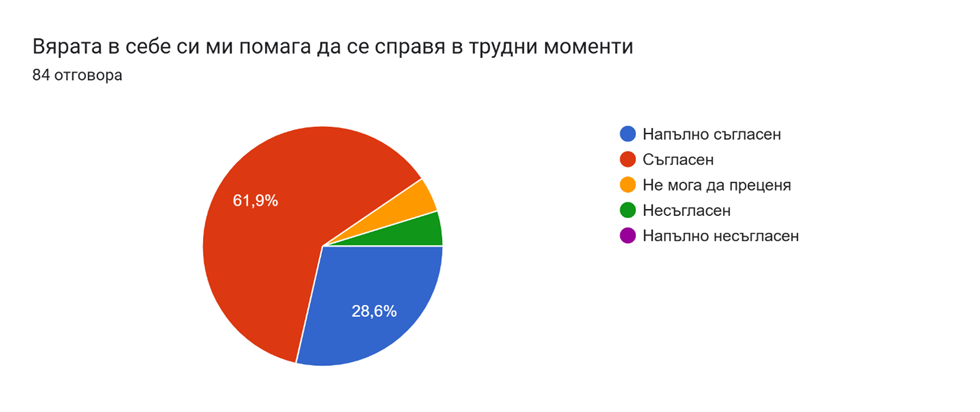 Вярата в себе си ми помага да се справя в трудни моменти
84 отговора
61,9%
28,6%
Напълно съгласен
Съгласен
Не мога да преценя
Несъгласен
Напълно несъгласен